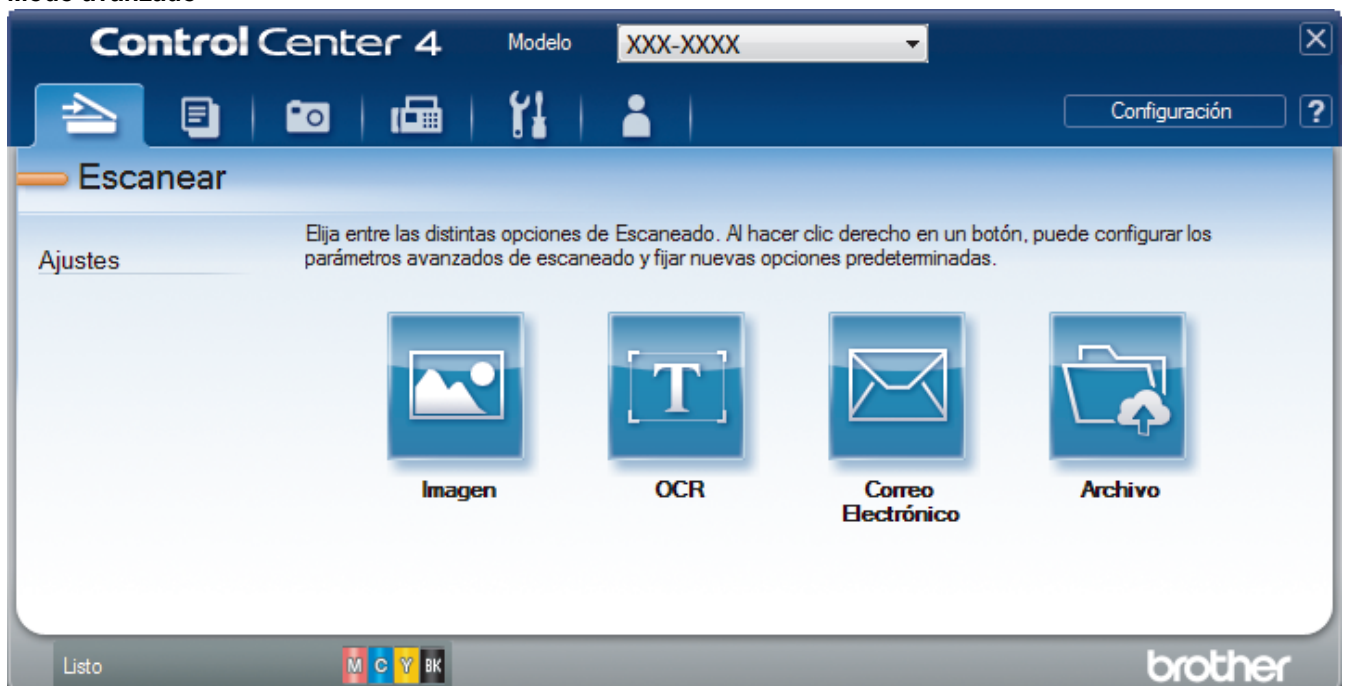 Control Center 4 Modelo XXX-XXXX
Configuración ?
Escanear
Elija entre las distintas opciones de Escaneado. Al hacer clic derecho en un botón, puede configurar los
Ajustes
parámetros avanzados de escaneado y fijar nuevas opciones predeterminadas.
T
Imagen OCR Correo Archivo
Electrónico
Listo M C Y BK brother